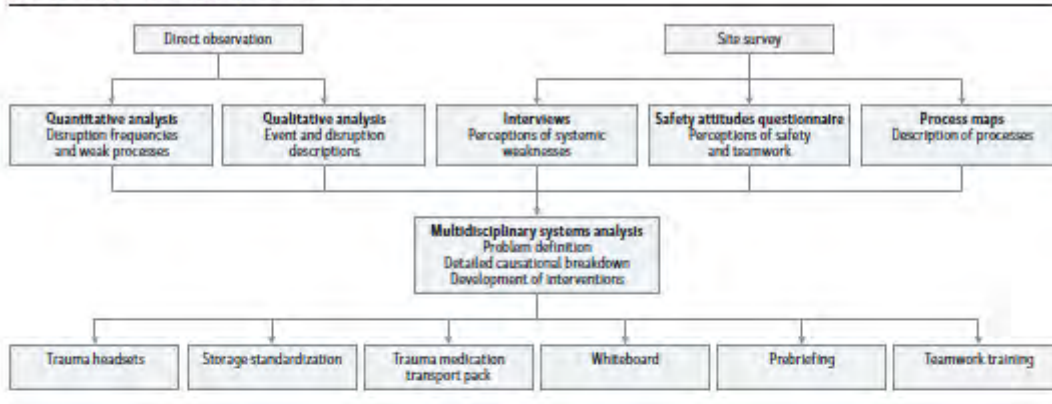 Direct observation
Site survey
Quantitative analysis
Disruption frequencies
and weak processes
Qualitative analysis
Event and disruption
descriptions
Interviews
Perceptions of systemic
weaknesses
Safety attitudes questionnaire
Perceptions of safety
and teamwork
Process maps
Description of processes
Multidisciplinary systems analysis
Problem definition
Detailed causational breakdown
Development of interventions
Trauma headsets
Storage standardization
Trauma medication
transport pack
Whiteboard
Prebriefing
Teamwork training